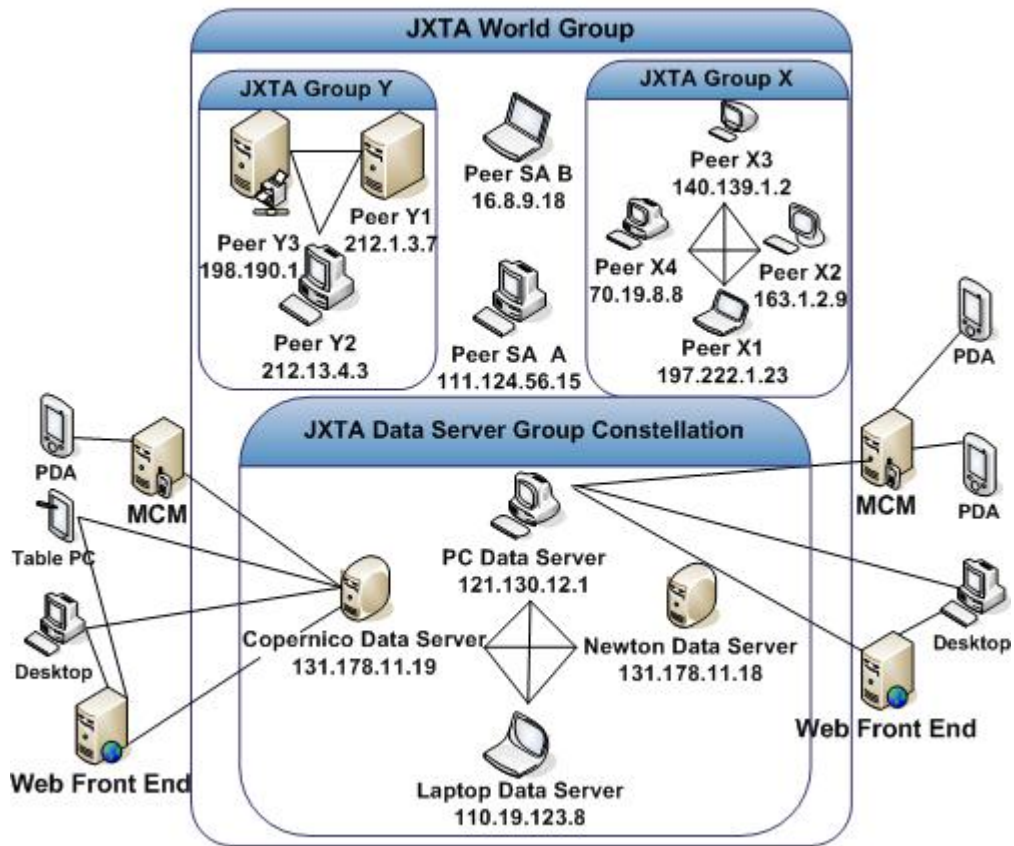 JXTA World Group
JXTA Group Y
JXTA Group X
Peer Y3
198.190.1
Peer Y1
212.1.3.7
Peer Y2
212.13.4.3
Peer SA B
16.8.9.18
Peer SA A
111.124.56.15
Peer X3
140.139.1.2
Peer X4
70.19.8.8
Peer X2
163.1.2.9
Peer X1
197.222.1.23
PDA
MCM
Table PC
Desktop
Web Front End
JXTA Data Server Group Constellation
PC Data Server
121.130.12.1
Copernico Data Server
131.178.11.19
Newton Data Server
131.178.11.18
Laptop Data Server
110.19.123.8
PDA
MCM
PDA
Desktop
Web Front End